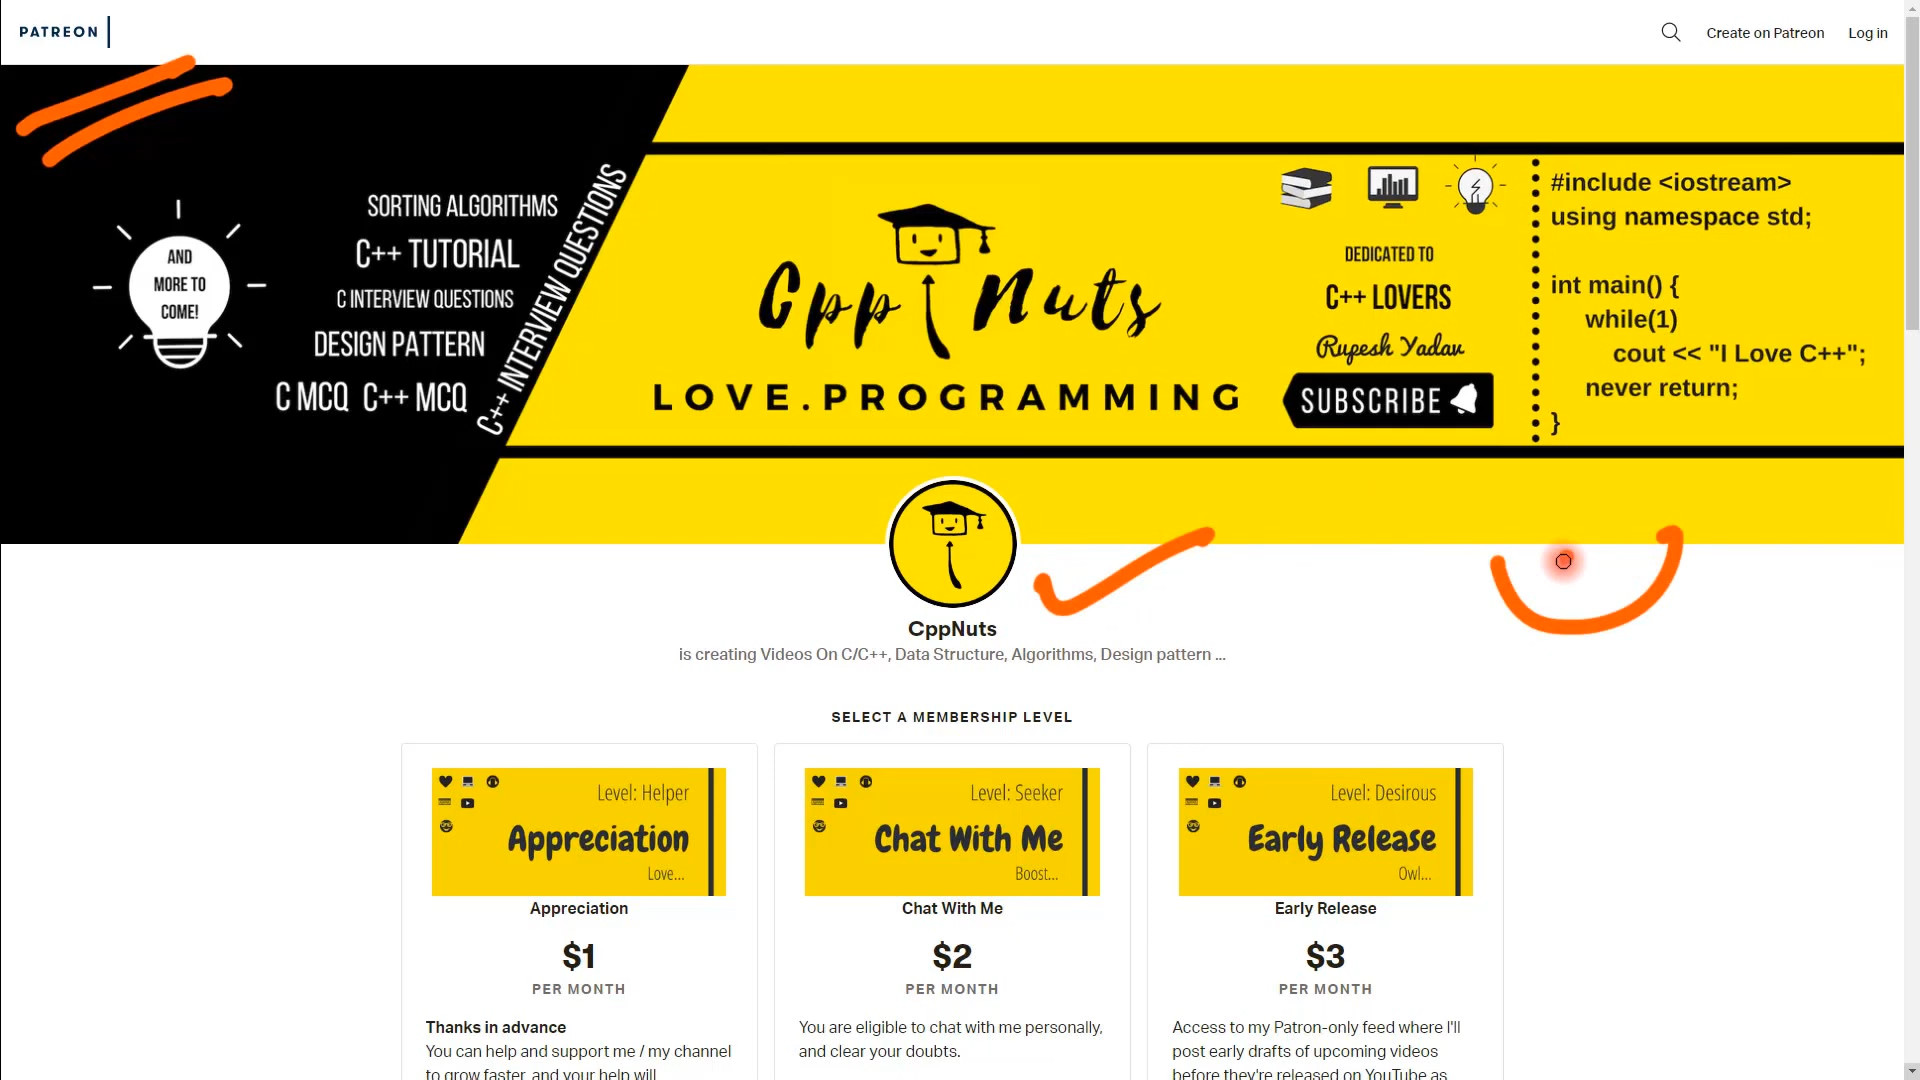 PATREON
Create on Patreon
Log in
AND
MORE TO
COME!
SORTING ALGORITHMS
C++ TUTORIAL
C INTERVIEW QUESTIONS
DESIGN PATTERN
C MCQ C++ MCQ
C++ INTERVIEW QUESTIONS
Cpp Nuts
LOVE.PROGRAMMING
DEDICATED TO
C++ LOVERS
Rupesh Yadav
SUBSCRIBE
#include <iostream>
using namespace std;
int main() {
while(1)
cout << "I Love C++";
never return;
}
CppNuts
is creating Videos On C/C++, Data Structure, Algorithms, Design pattern ...
SELECT A MEMBERSHIP LEVEL
Level: Helper
Appreciation
Love...
Appreciation
$1
PER MONTH
Thanks in advance
You can help and support me / my channel
to grow faster, and your help will
Level: Seeker
Chat With Me
Boost...
Chat With Me
$2
PER MONTH
You are eligible to chat with me personally,
and clear your doubts.
Level: Desirous
Early Release
Owl...
Early Release
$3
PER MONTH
Access to my Patron-only feed where I'll
post early drafts of upcoming videos
before they're released on YouTube as